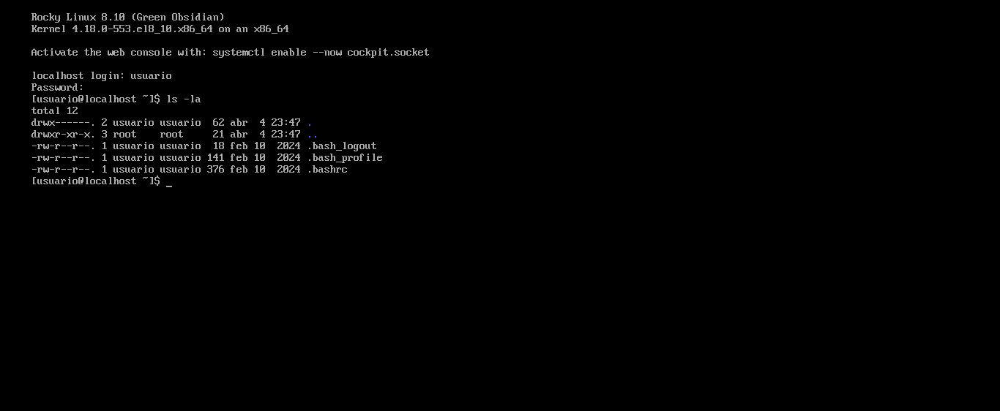 Rocky Linux 8.10 (Green Obsidian)
Kernel 4.18.0-553.el8_10.x86_64 on an x86_64
Activate the web console with: systemctl enable --now cockpit.socket
localhost login: usuario
Password:
[usuario@localhost ~]$ ls -la
total 12
drwx------. 2 usuario usuario  62 abr  4 23:47 .
drwxr-xr-x. 3 root    root     21 abr  4 23:47 ..
-rw-r--r--. 1 usuario usuario  18 feb 10  2024 .bash_logout
-rw-r--r--. 1 usuario usuario 141 feb 10  2024 .bash_profile
-rw-r--r--. 1 usuario usuario 376 feb 10  2024 .bashrc
[usuario@localhost ~]$ _